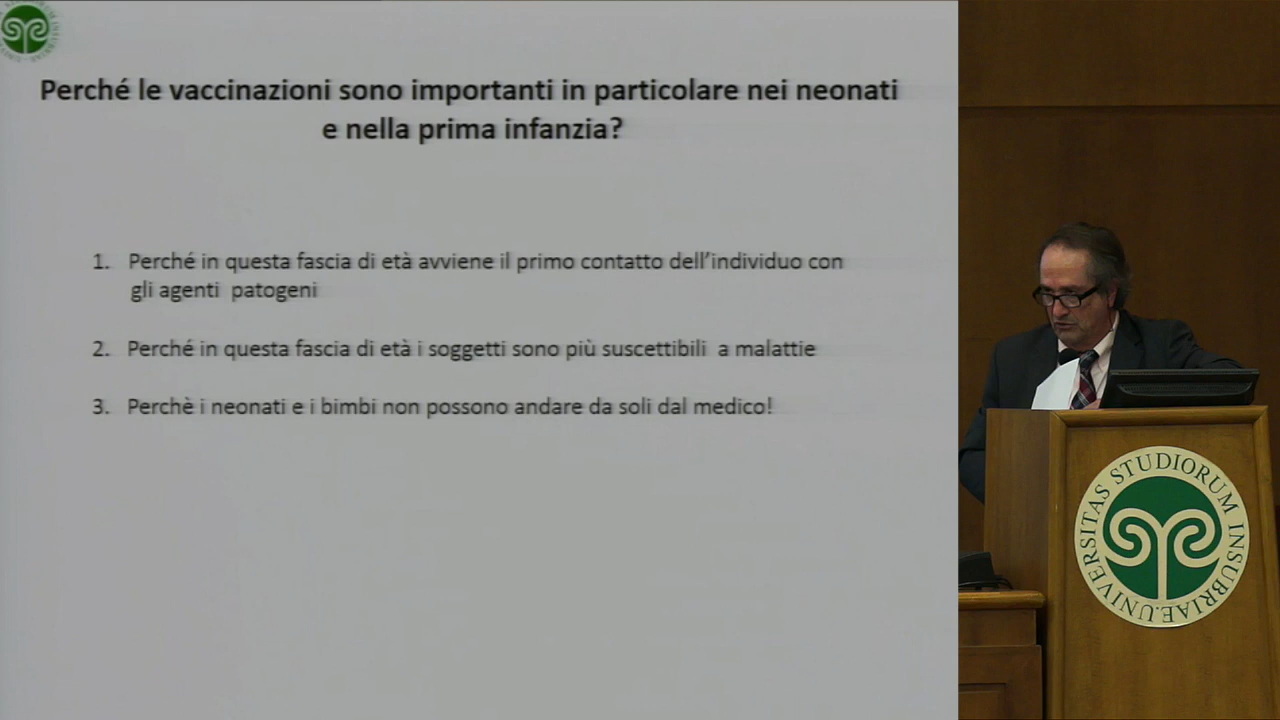 Perché le vaccinazioni sono importanti in particolare nei neonati
e nella prima infanzia?
1. Perché in questa fascia di età avviene il primo contatto dell'individuo con
gli agenti patogeni
2. Perché in questa fascia di età i soggetti sono più suscettibili a malattie
3. Perchè i neonati e i bimbi non possono andare da soli dal medico!
UNIVERSITAS STUDIORUM INSUBRIAE